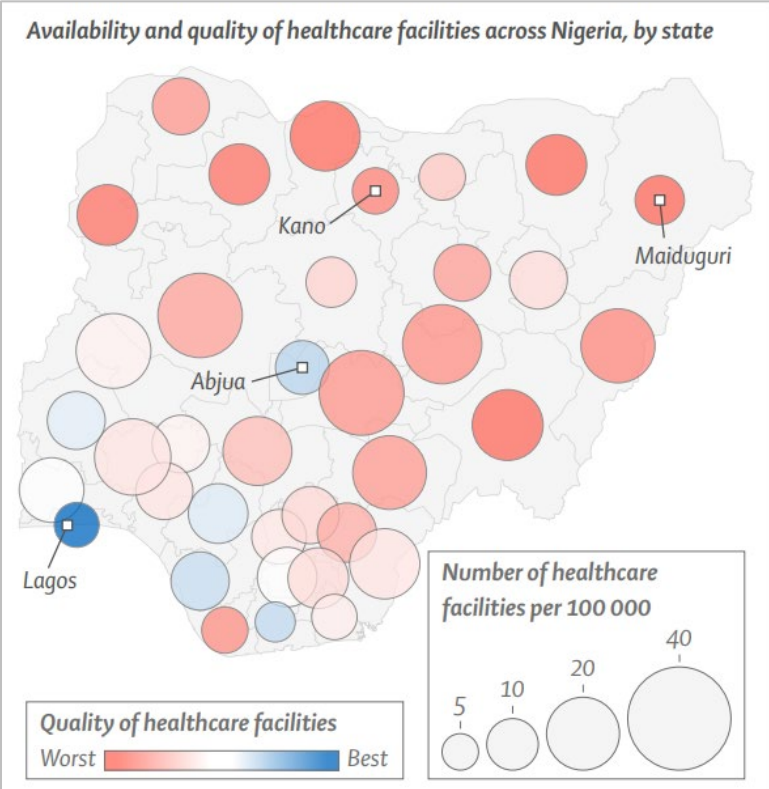 Availability and quality of healthcare facilities across Nigeria, by state
Kano
Maiduguri
Abjua
Lagos
Number of healthcare
facilities per 100 000
5
10
20
40
Quality of healthcare facilities
Worst
Best